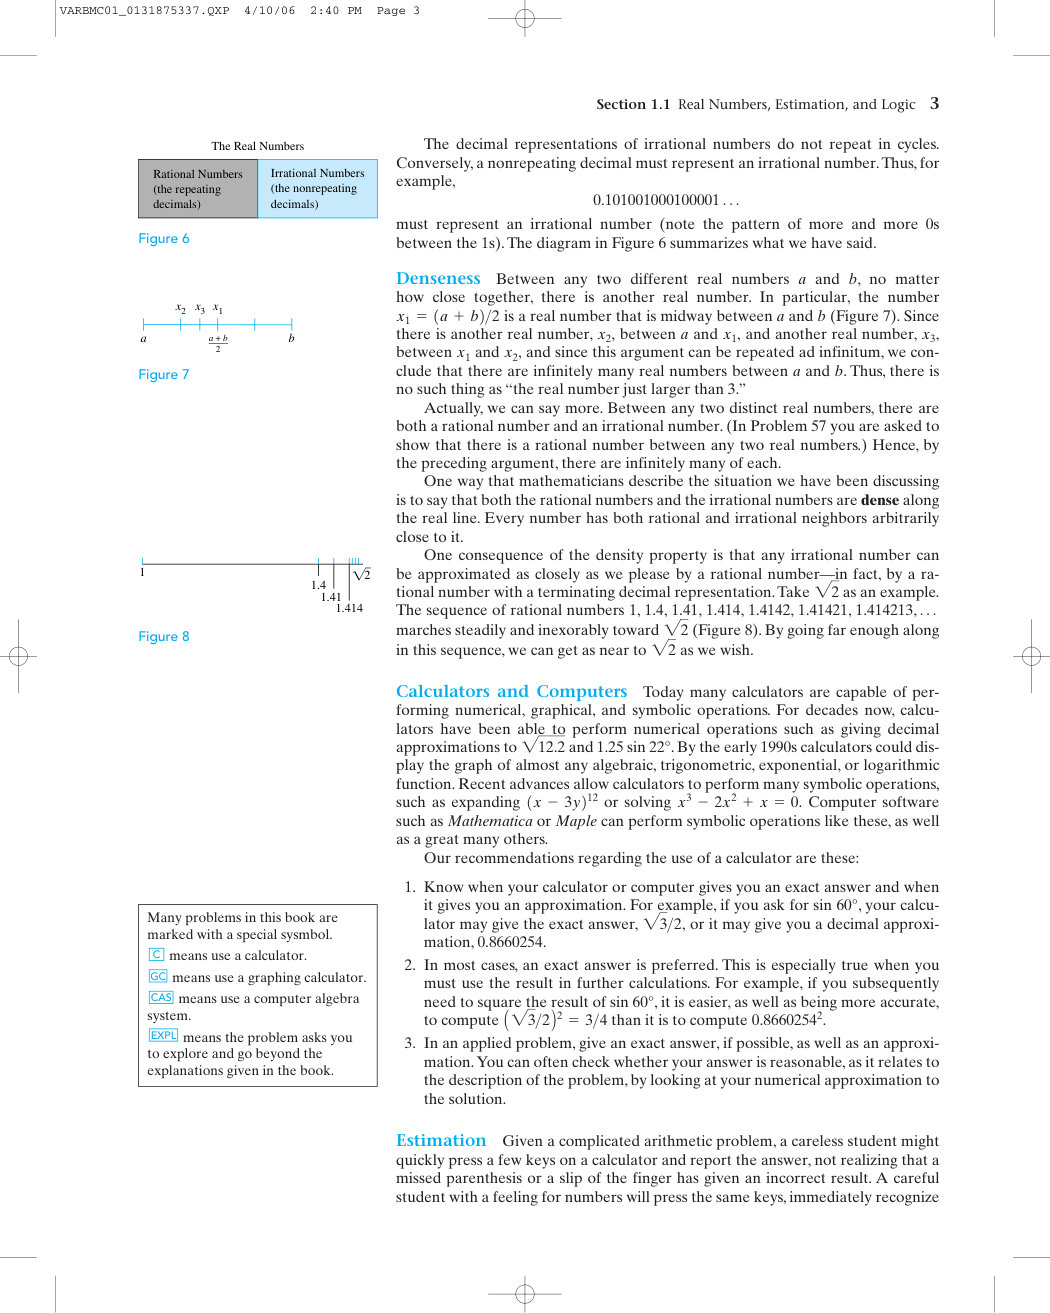 VARBMC01_0131875337.QXP 4/10/06 2:40 PM Page 3
Section 1.1 Real Numbers, Estimation, and Logic 3
The Real Numbers
Rational Numbers
(the repeating
decimals)
Irrational Numbers
(the nonrepeating
decimals)
Figure 6
The decimal representations of irrational numbers do not repeat in cycles.
Conversely, a nonrepeating decimal must represent an irrational number. Thus, for
example,
0.101001000100001 . . .
must represent an irrational number (note the pattern of more and more 0s
between the 1s). The diagram in Figure 6 summarizes what we have said.
x₂ x₃ x₁
a a + b b
2
Figure 7
Denseness Between any two different real numbers a and b, no matter
how close together, there is another real number. In particular, the number
x₁ = (a + b)/2 is a real number that is midway between a and b (Figure 7). Since
there is another real number, x₂, between a and x₁, and another real number, x₃,
between x₁ and x₂, and since this argument can be repeated ad infinitum, we con-
clude that there are infinitely many real numbers between a and b. Thus, there is
no such thing as “the real number just larger than 3.”
Actually, we can say more. Between any two distinct real numbers, there are
both a rational number and an irrational number. (In Problem 57 you are asked to
show that there is a rational number between any two real numbers.) Hence, by
the preceding argument, there are infinitely many of each.
One way that mathematicians describe the situation we have been discussing
is to say that both the rational numbers and the irrational numbers are dense along
the real line. Every number has both rational and irrational neighbors arbitrarily
close to it.
1 √2
1.4
1.41
1.414
Figure 8
One consequence of the density property is that any irrational number can
be approximated as closely as we please by a rational number—in fact, by a ra-
tional number with a terminating decimal representation. Take √2 as an example.
The sequence of rational numbers 1, 1.4, 1.41, 1.414, 1.4142, 1.41421, 1.414213, . . .
marches steadily and inexorably toward √2 (Figure 8). By going far enough along
in this sequence, we can get as near to √2 as we wish.
Calculators and Computers Today many calculators are capable of per-
forming numerical, graphical, and symbolic operations. For decades now, calcu-
lators have been able to perform numerical operations such as giving decimal
approximations to √12.2 and 1.25 sin 22°. By the early 1990s calculators could dis-
play the graph of almost any algebraic, trigonometric, exponential, or logarithmic
function. Recent advances allow calculators to perform many symbolic operations,
such as expanding (x − 3y)¹² or solving x³ − 2x² + x = 0. Computer software
such as Mathematica or Maple can perform symbolic operations like these, as well
as a great many others.
Our recommendations regarding the use of a calculator are these:
1. Know when your calculator or computer gives you an exact answer and when
it gives you an approximation. For example, if you ask for sin 60°, your calcu-
lator may give the exact answer, √3/2, or it may give you a decimal approxi-
mation, 0.8660254.
2. In most cases, an exact answer is preferred. This is especially true when you
must use the result in further calculations. For example, if you subsequently
need to square the result of sin 60°, it is easier, as well as being more accurate,
to compute (√3/2)² = 3/4 than it is to compute 0.8660254².
3. In an applied problem, give an exact answer, if possible, as well as an approxi-
mation. You can often check whether your answer is reasonable, as it relates to
the description of the problem, by looking at your numerical approximation to
the solution.
Many problems in this book are
marked with a special sysmbol.
C means use a calculator.
GC means use a graphing calculator.
CAS means use a computer algebra
system.
EXPL means the problem asks you
to explore and go beyond the
explanations given in the book.
Estimation Given a complicated arithmetic problem, a careless student might
quickly press a few keys on a calculator and report the answer, not realizing that a
missed parenthesis or a slip of the finger has given an incorrect result. A careful
student with a feeling for numbers will press the same keys, immediately recognize